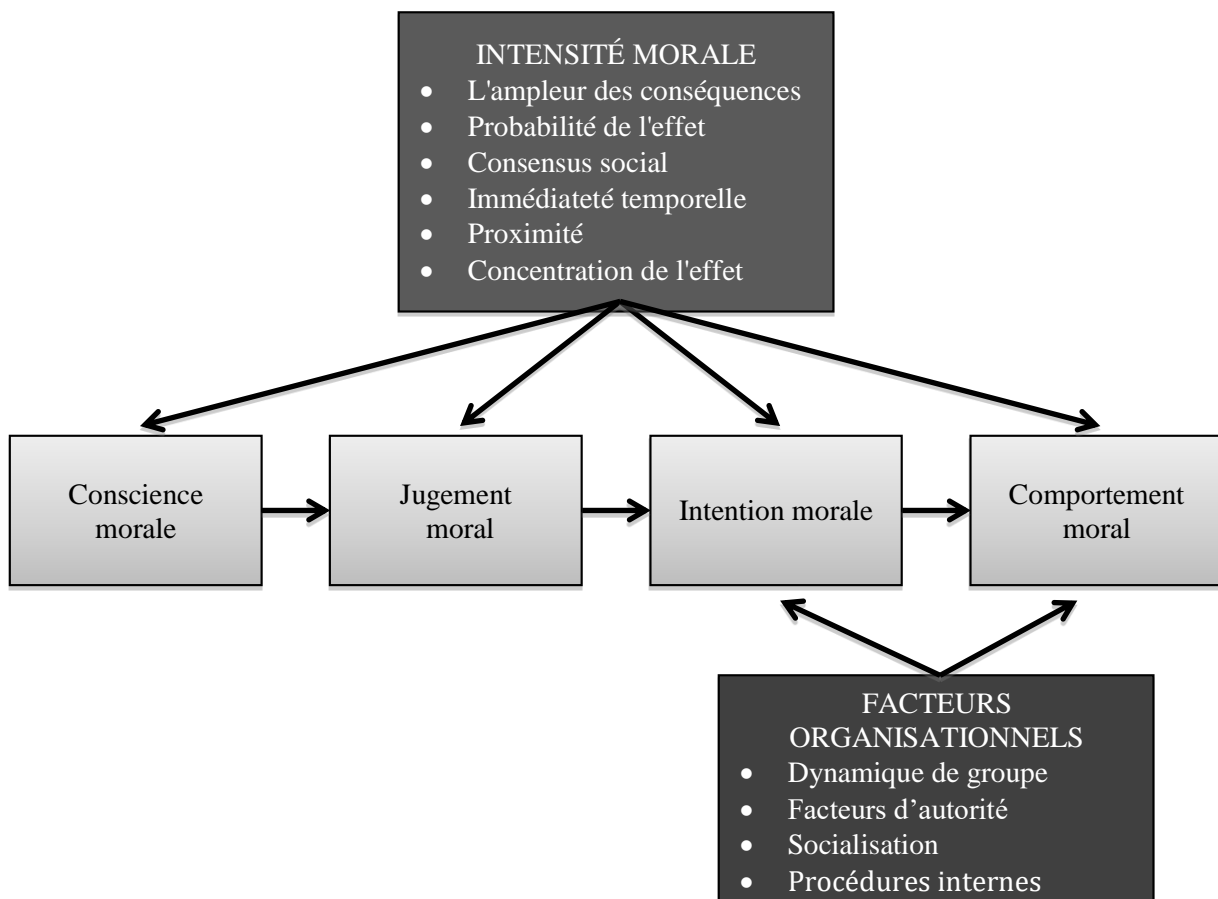 INTENSITÉ MORALE
• L'ampleur des conséquences
• Probabilité de l'effet
• Consensus social
• Immédiateté temporelle
• Proximité
• Concentration de l'effet
Conscience
morale
Jugement
moral
Intention morale
Comportement
moral
FACTEURS
ORGANISATIONNELS
• Dynamique de groupe
• Facteurs d’autorité
• Socialisation
• Procédures internes